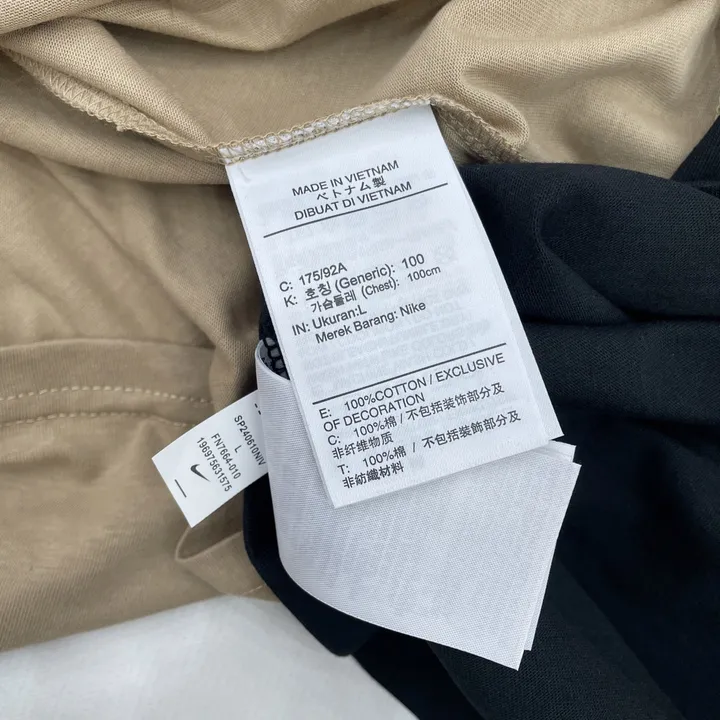 MADE IN VIETNAM
ベトナム製
DIBUAT DI VIETNAM
C: 175/92A
K: 호칭 (Generic): 100
가슴둘레 (Chest): 100cm
IN: Ukuran:L
Merek Barang: Nike
E: 100%COTTON/EXCLUSIVE
OF DECORATION
C: 100%棉/不包括装饰部分及
非纤维物质
T: 100%棉/不包括裝飾部分及
非紡織材料
SP240610NIV
L
FN7664-010
196975631575